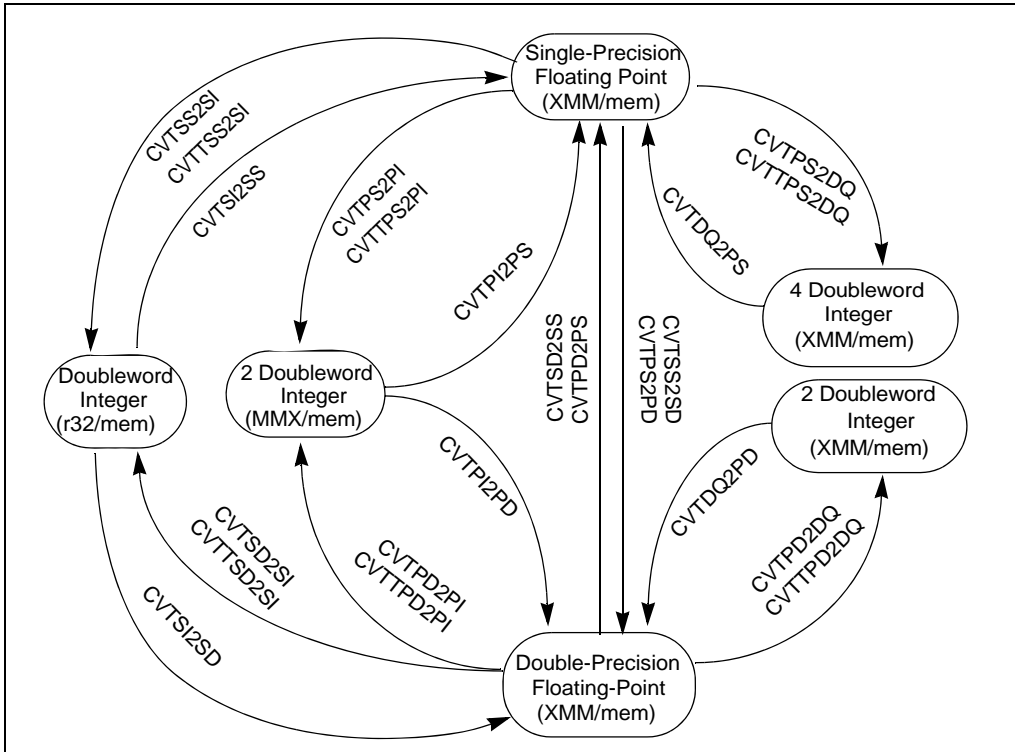 Single-Precision
Floating Point
(XMM/mem)
CVTSS2SI
CVTTSS2SI
CVTSI2SS
CVTPS2PI
CVTTPS2PI
CVTPI2PS
CVTPS2DQ
CVTTPS2DQ
CVTDQ2PS
4 Doubleword
Integer
(XMM/mem)
CVTSD2SS
CVTPD2PS
CVTSS2SD
CVTPS2PD
Doubleword
Integer
(r32/mem)
2 Doubleword
Integer
(MMX/mem)
2 Doubleword
Integer
(XMM/mem)
CVTPI2PD
CVTDQ2PD
CVTSD2SI
CVTTSD2SI
CVTPD2PI
CVTTPD2PI
CVTPD2DQ
CVTTPD2DQ
CVTSI2SD
Double-Precision
Floating-Point
(XMM/mem)